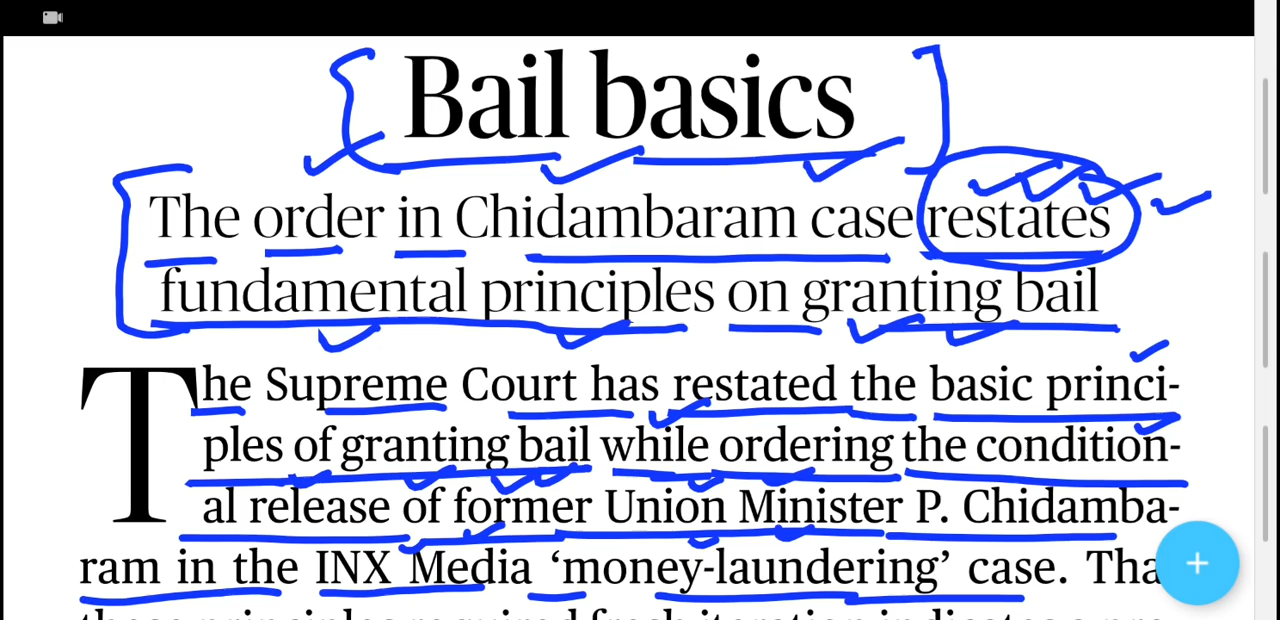 Bail basics
The order in Chidambaram case restates
fundamental principles on granting bail
The Supreme Court has restated the basic princi-
ples of granting bail while ordering the condition-
al release of former Union Minister P. Chidamba-
ram in the INX Media ‘money-laundering’ case. Tha